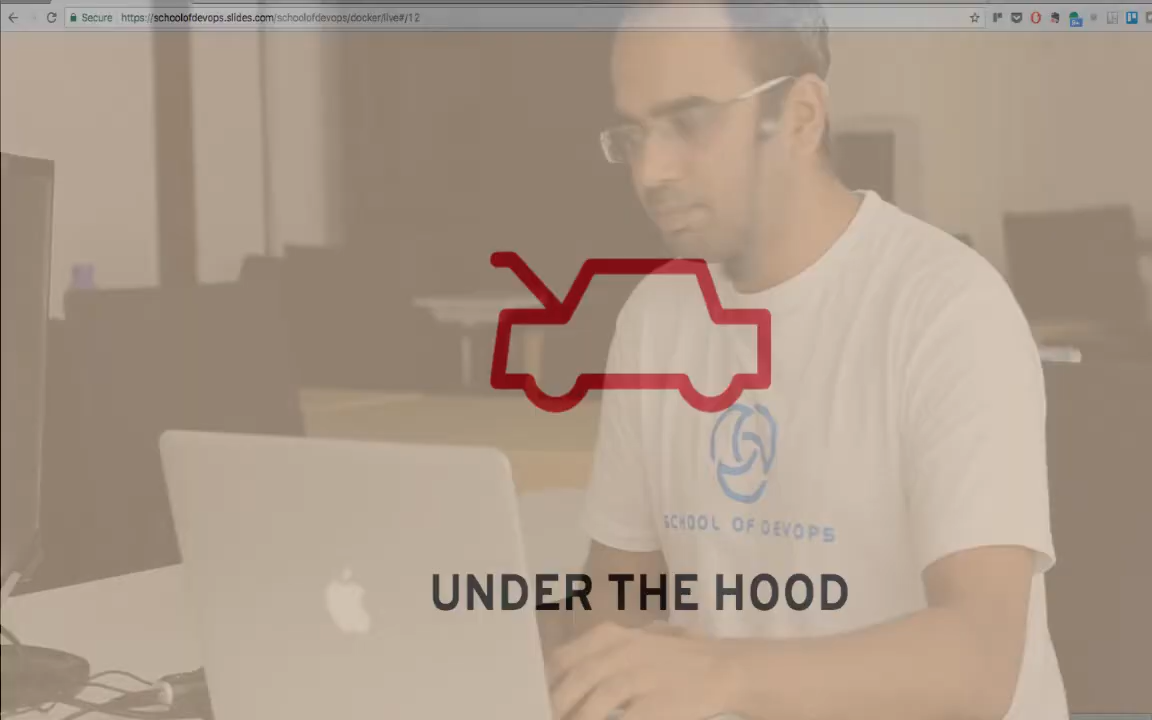 Secure https://schoolofdevops.slides.com/schoolofdevops/docker/live#/12
SCHOOL OF DEVOPS
UNDER THE HOOD